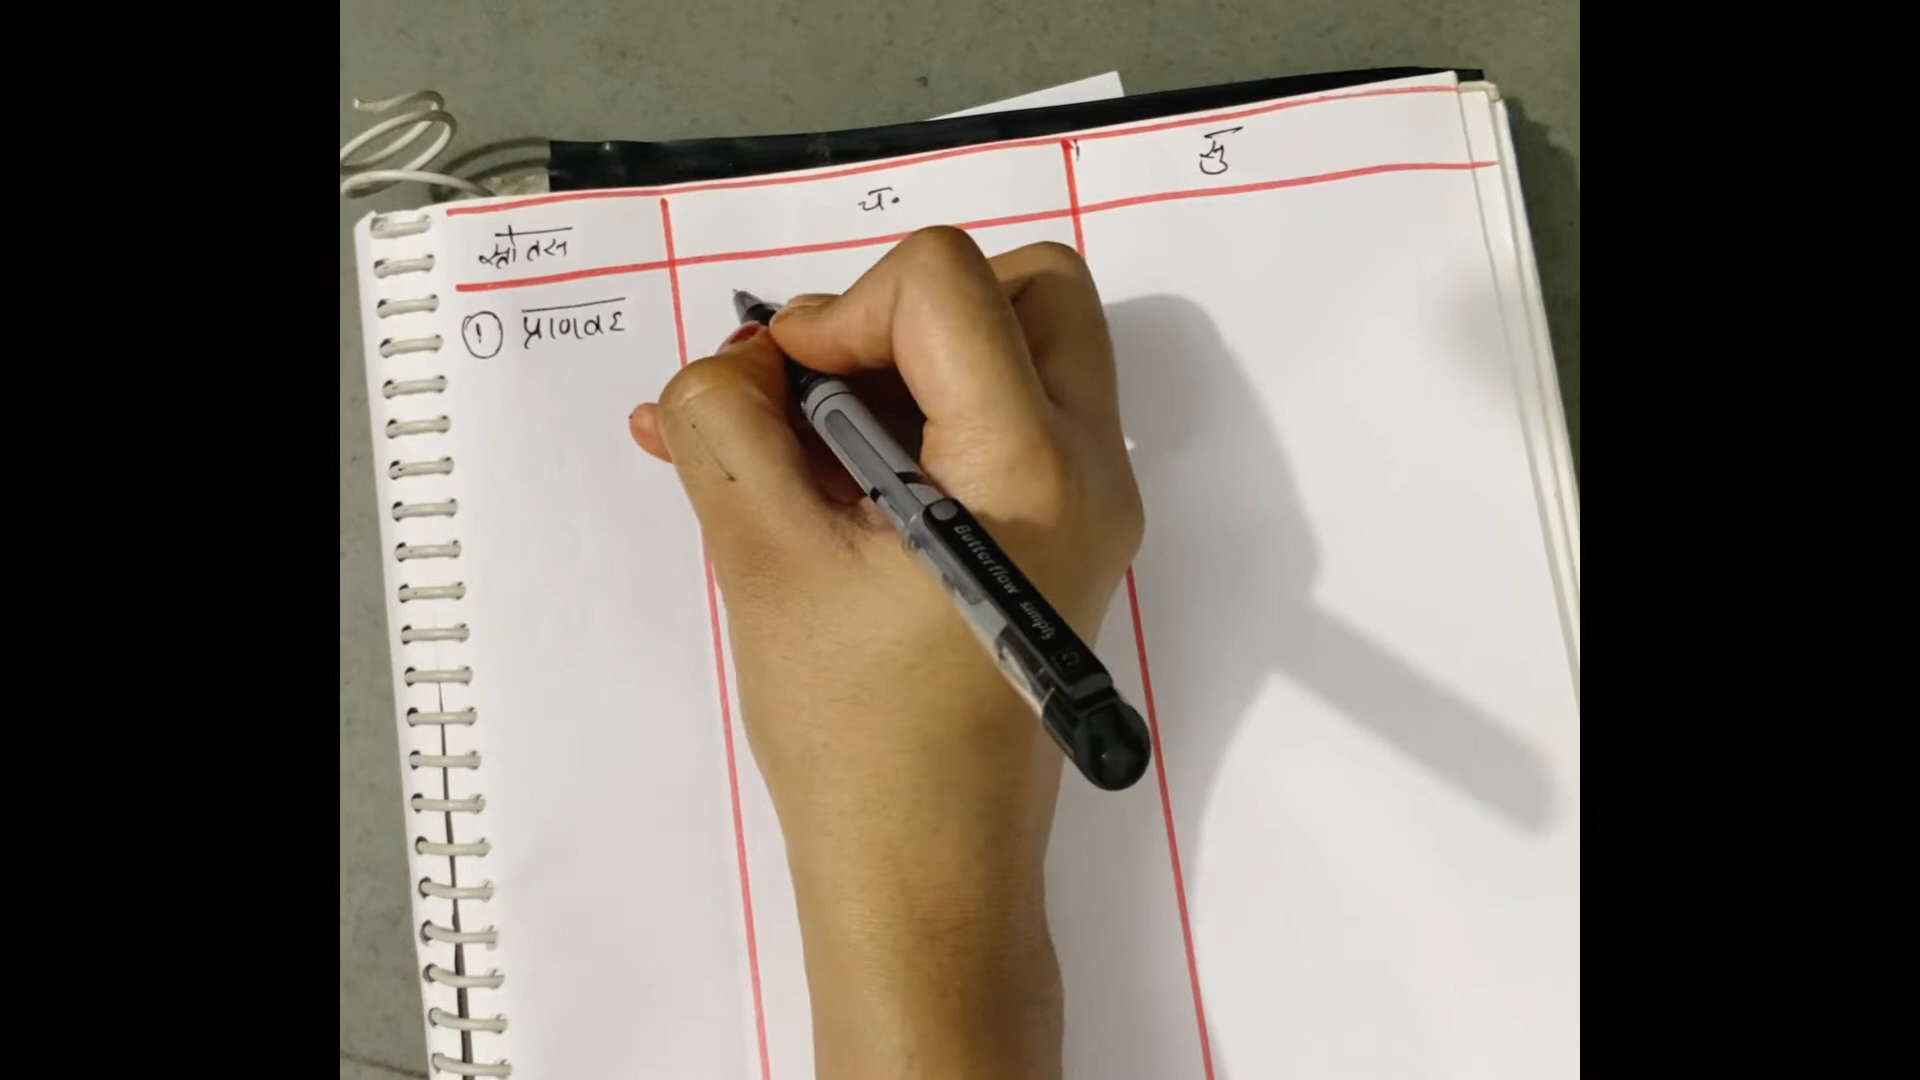 स्त्रोतस
च.
सु
① प्राणवह
Butterflow simply